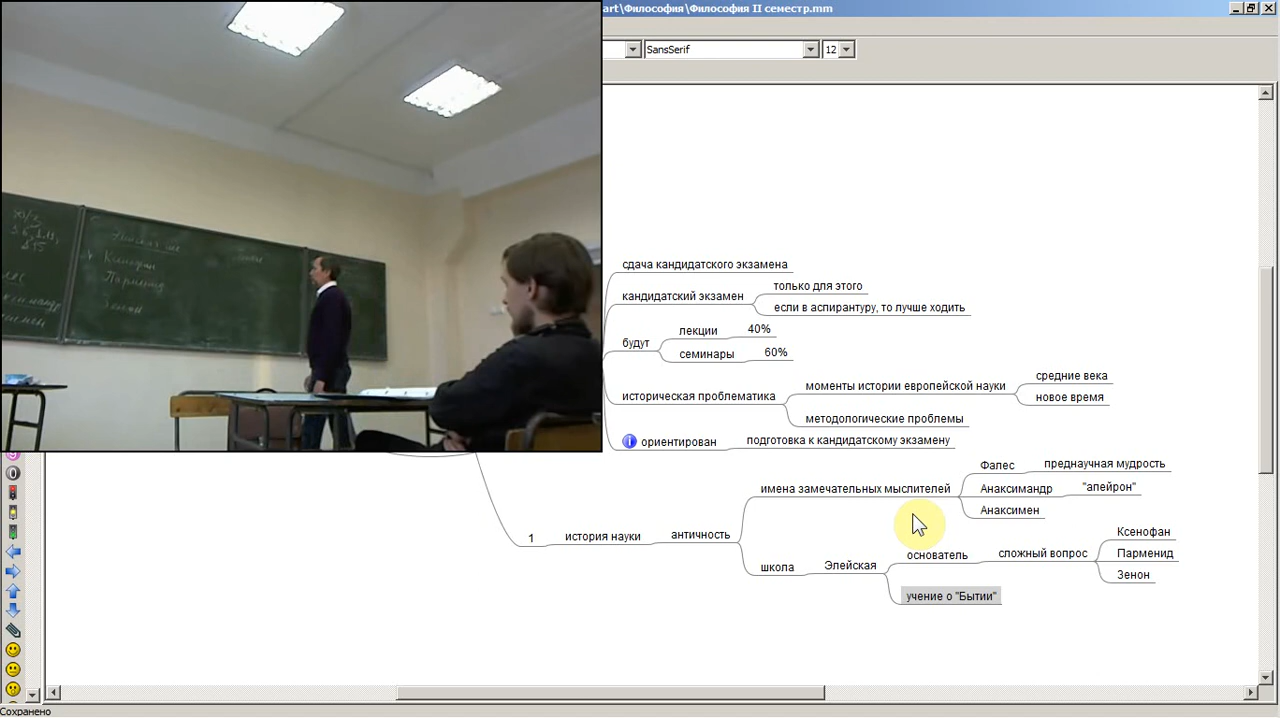 art\Философия\Философия II семестр.mm
SansSerif
12
сдача кандидатского экзамена
кандидатский экзамен
только для этого
если в аспирантуру, то лучше ходить
будут
лекции
40%
семинары
60%
историческая проблематика
моменты истории европейской науки
средние века
новое время
методологические проблемы
ориентирован
подготовка к кандидатскому экзамену
1
история науки
античность
имена замечательных мыслителей
Фалес
преднаучная мудрость
Анаксимандр
"апейрон"
Анаксимен
школа
Элейская
основатель
сложный вопрос
Ксенофан
Парменид
Зенон
учение о "Бытии"
Сохранено
Ксенофан
Парменид
Зенон